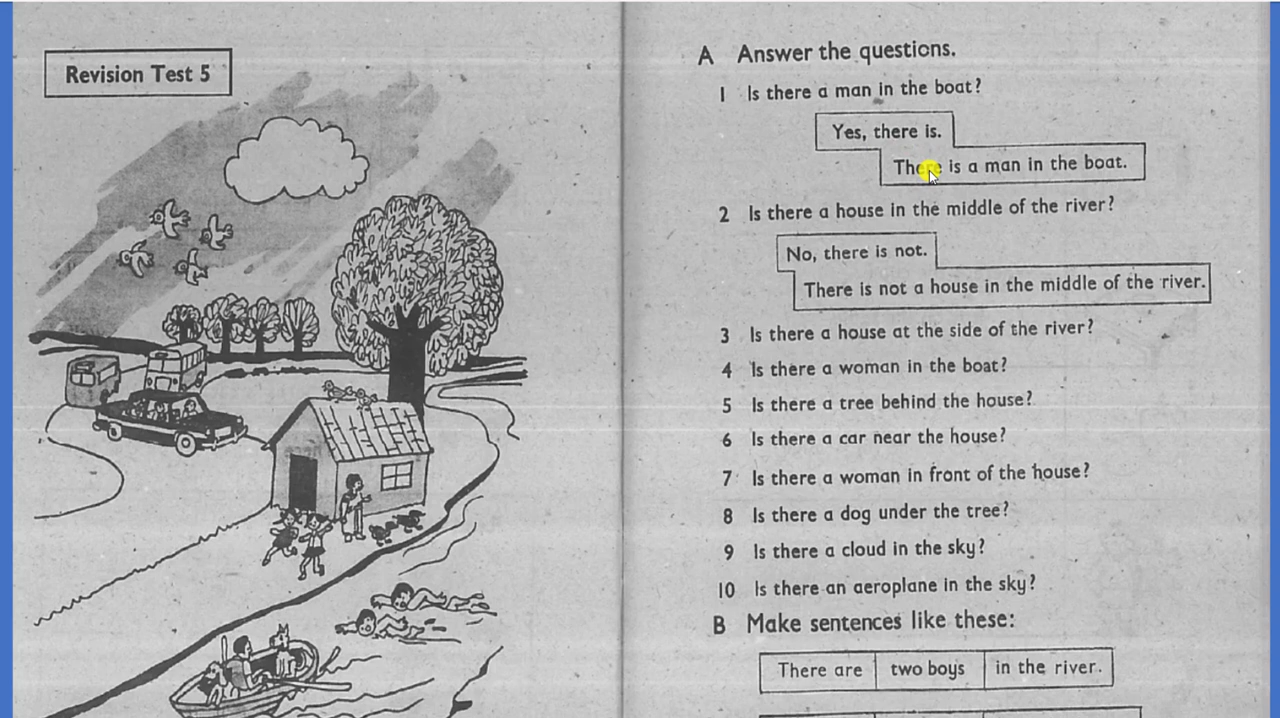 Revision Test 5
A Answer the questions.
1 Is there a man in the boat?
Yes, there is.
There is a man in the boat.
2 Is there a house in the middle of the river?
No, there is not.
There is not a house in the middle of the river.
3 Is there a house at the side of the river?
4 Is there a woman in the boat?
5 Is there a tree behind the house?
6 Is there a car near the house?
7 Is there a woman in front of the house?
8 Is there a dog under the tree?
9 Is there a cloud in the sky?
10 Is there an aeroplane in the sky?
B Make sentences like these:
There are two boys in the river.